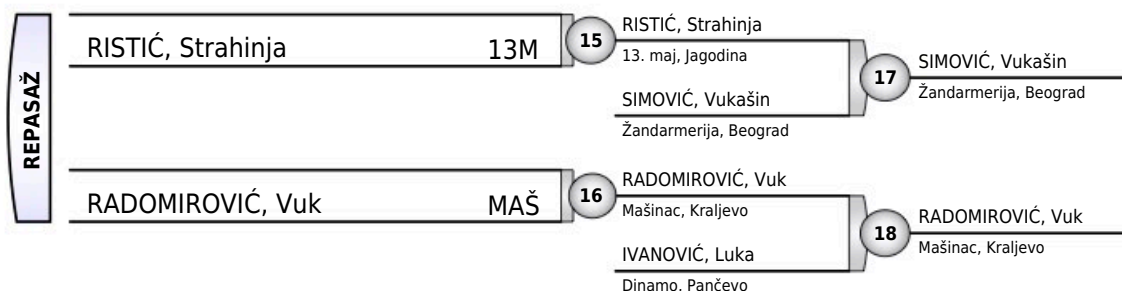 REPASAŽ
RISTIĆ, Strahinja 13M
15
RISTIĆ, Strahinja
13. maj, Jagodina
SIMOVIĆ, Vukašin
Žandarmerija, Beograd
17
SIMOVIĆ, Vukašin
Žandarmerija, Beograd
RADOMIROVIĆ, Vuk MAŠ
16
RADOMIROVIĆ, Vuk
Mašinac, Kraljevo
IVANOVIĆ, Luka
Dinamo, Pančevo
18
RADOMIROVIĆ, Vuk
Mašinac, Kraljevo